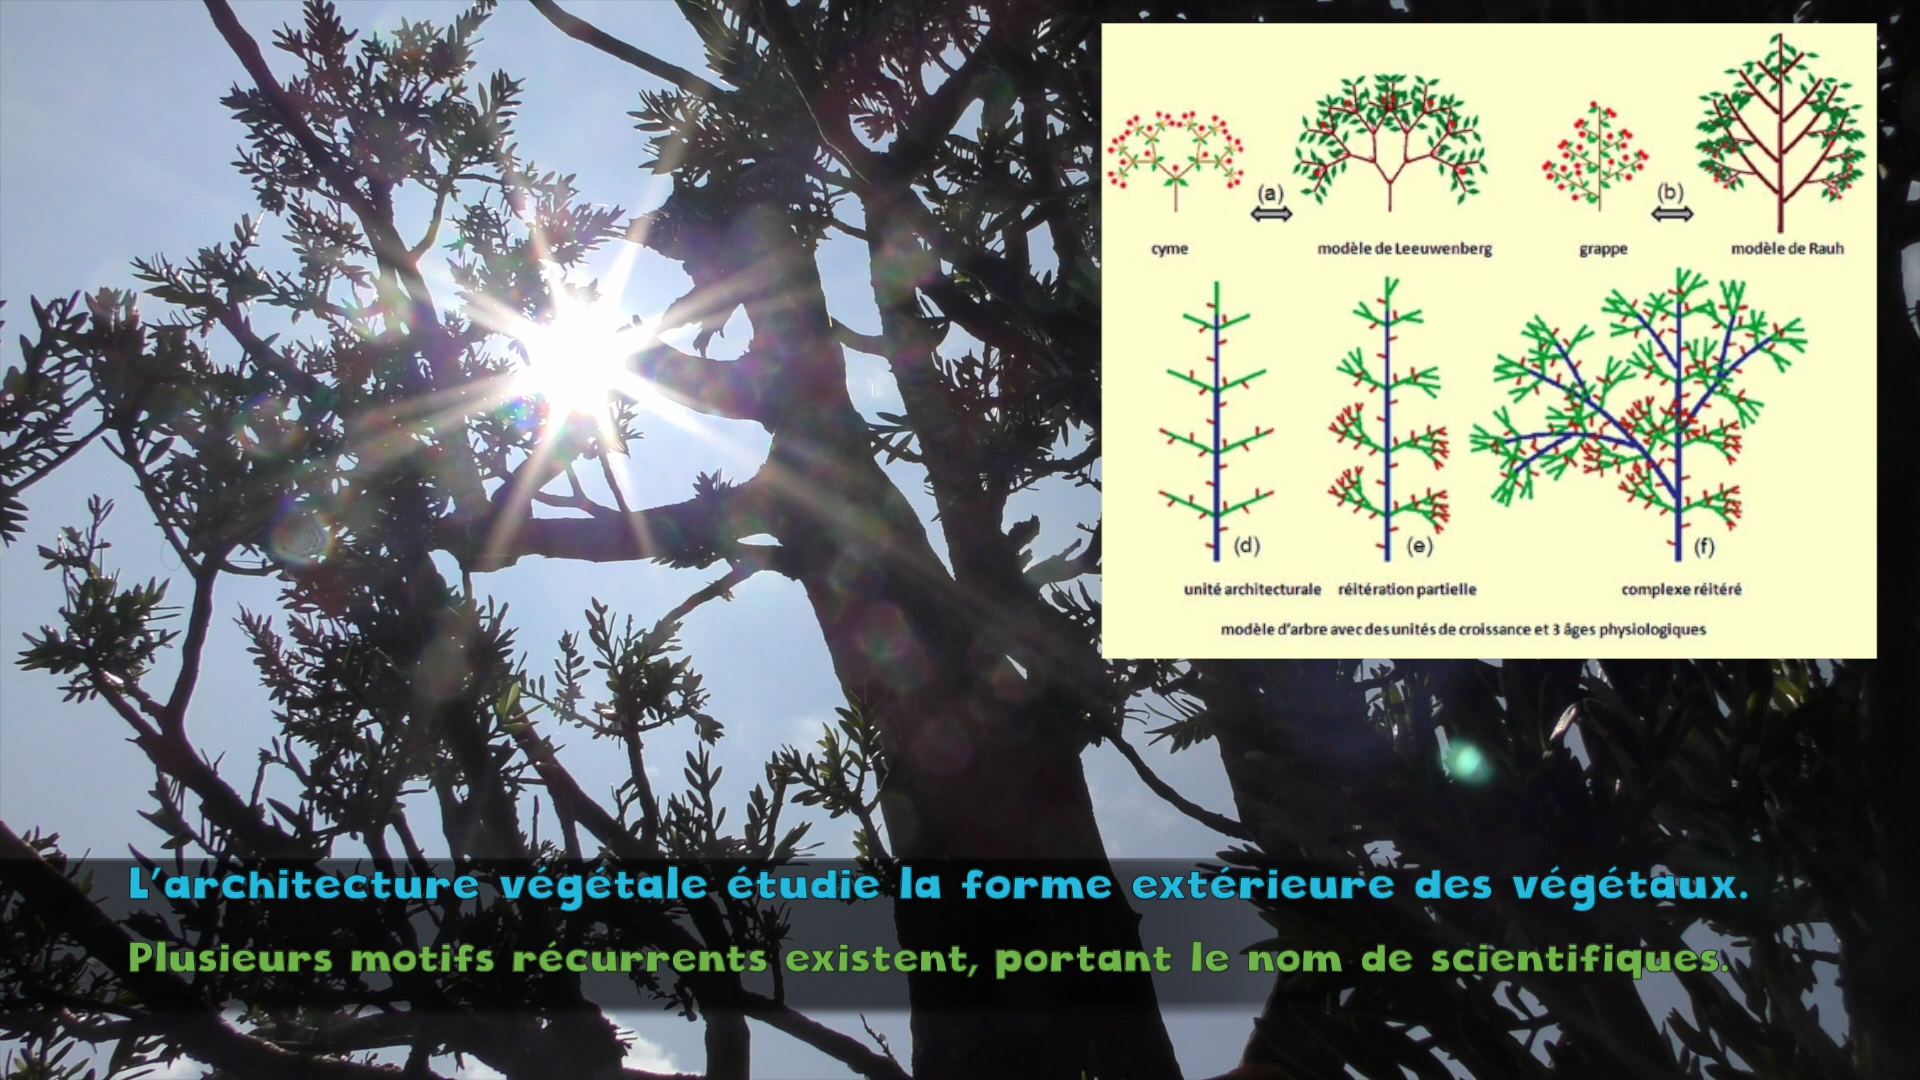 (a)
(b)
cyme
modèle de Leeuwenberg
grappe
modèle de Rauh
(d)
(e)
(f)
unité architecturale
réitération partielle
complexe réitéré
modèle d'arbre avec des unités de croissance et 3 âges physiologiques
L'architecture végétale étudie la forme extérieure des végétaux.
Plusieurs motifs récurrents existent, portant le nom de scientifiques.